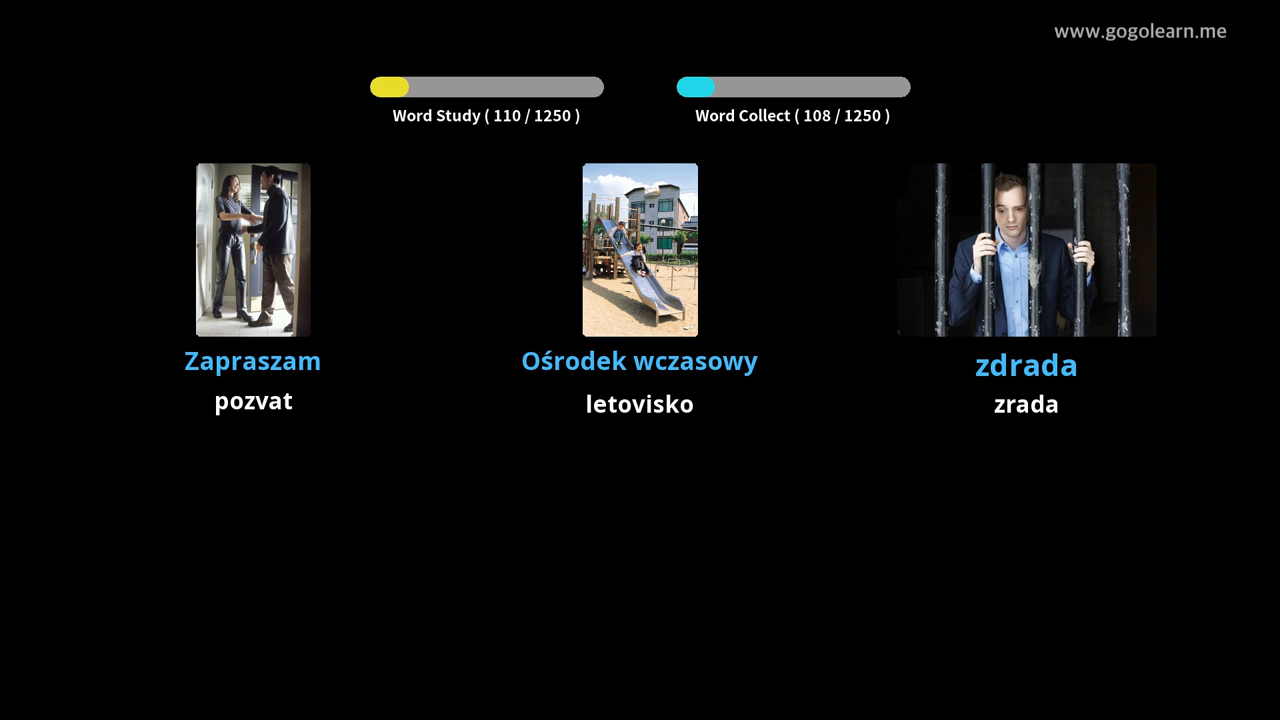 www.gogolearn.me
Word Study ( 110 / 1250 )
Word Collect ( 108 / 1250 )
Zapraszam
pozvat
Ośrodek wczasowy
letovisko
zdrada
zrada